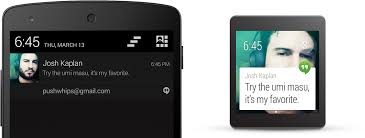 6:45 THU, MARCH 13
Josh Kaplan 6:45 PM
Try the umi masu,
it's my favorite.
pushwhips@gmail.com
6:45
Josh Kaplan
Try the umi masu,
it's my favorite.